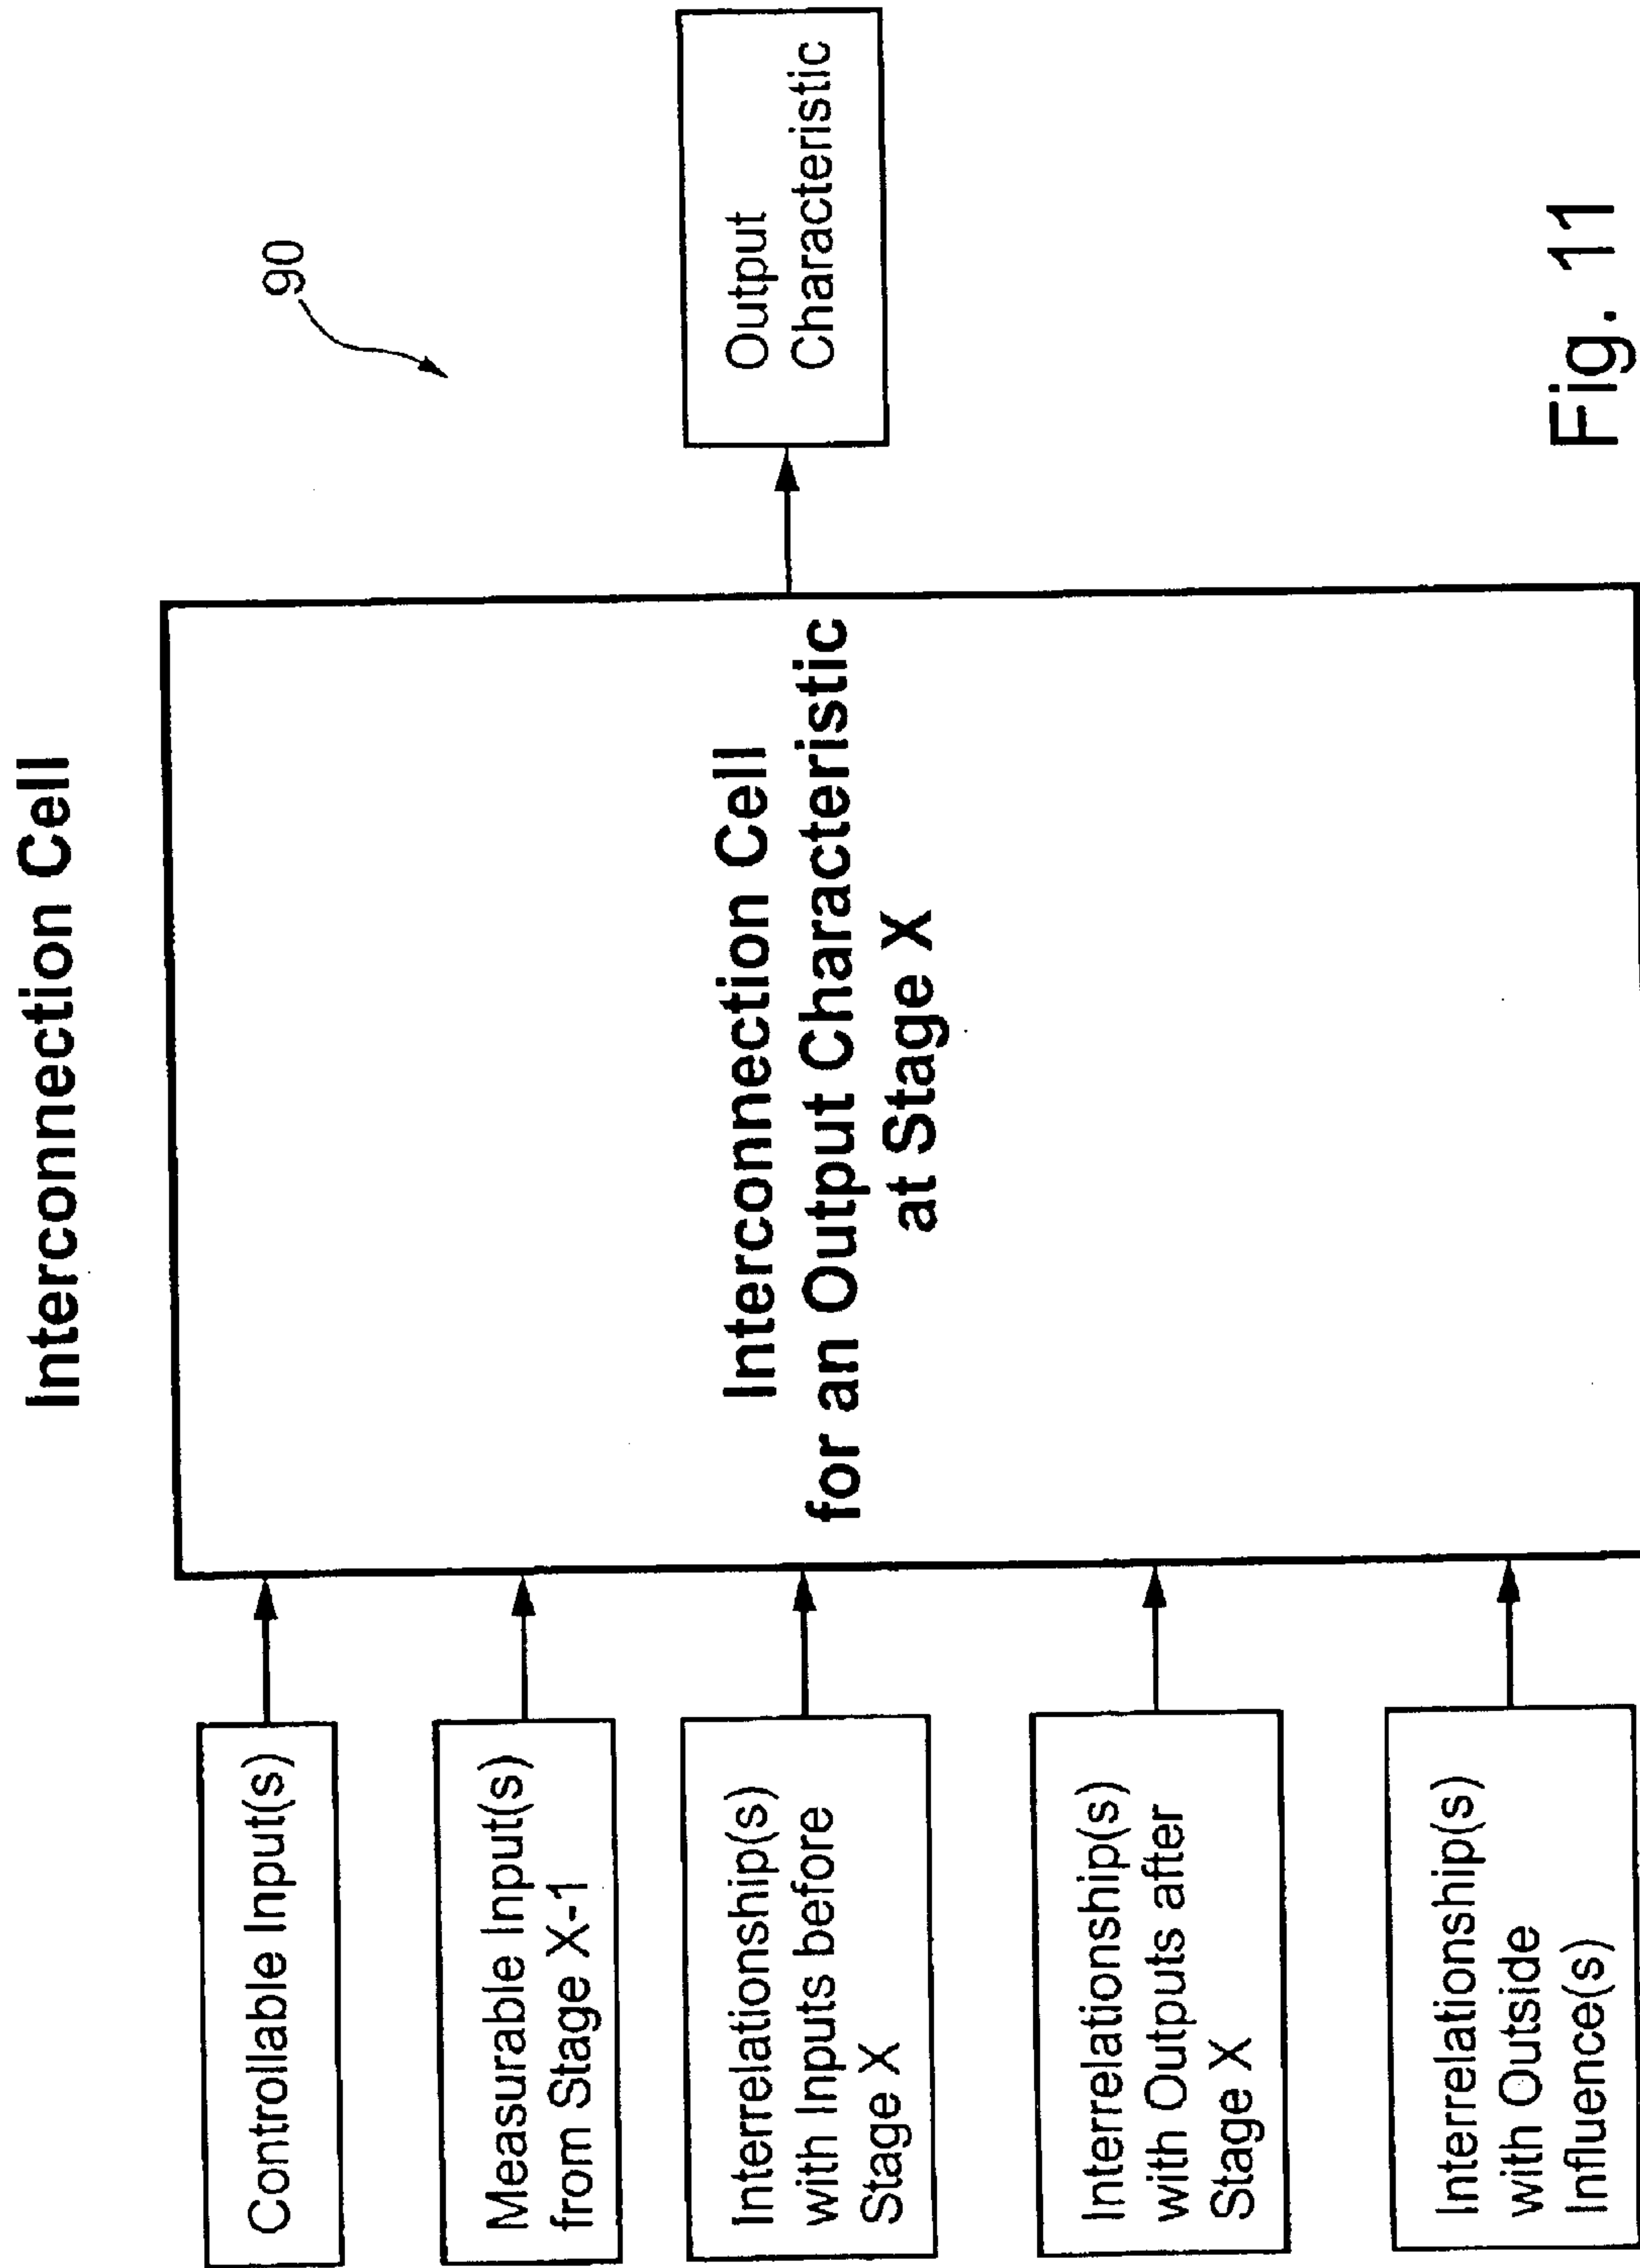 Interconnection Cell
90
Controllable Input(s)
Measurable Input(s)
from Stage X-1
Interrelationship(s)
with Inputs before
Stage X
Interrelationship(s)
with Outputs after
Stage X
Interrelationship(s)
with Outside
Influence(s)
Interconnection Cell
for an Output Characteristic
at Stage X
Output
Characteristic
Fig. 11